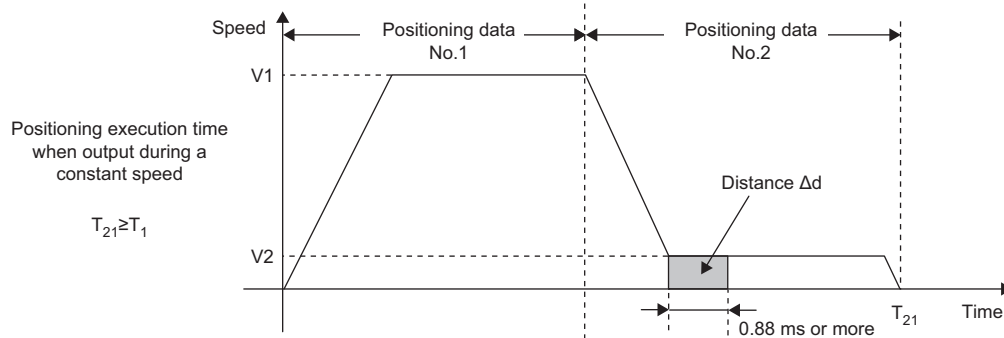 Speed
Positioning data
No.1
Positioning data
No.2
V1
Positioning execution time
when output during a
constant speed
Distance Δd
T21≥T1
V2
T21
Time
0.88 ms or more